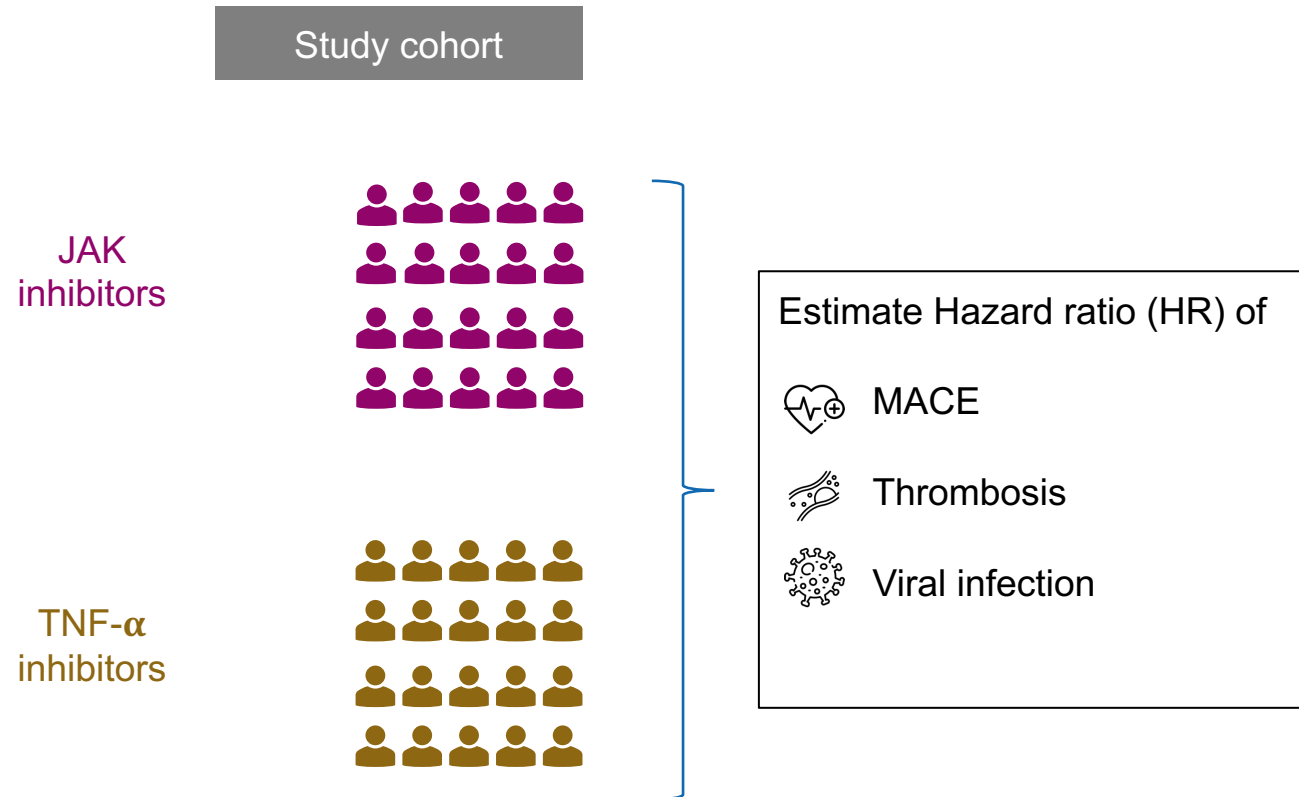 Study cohort
JAK
inhibitors
Estimate Hazard ratio (HR) of
MACE
Thrombosis
Viral infection
TNF-α
inhibitors